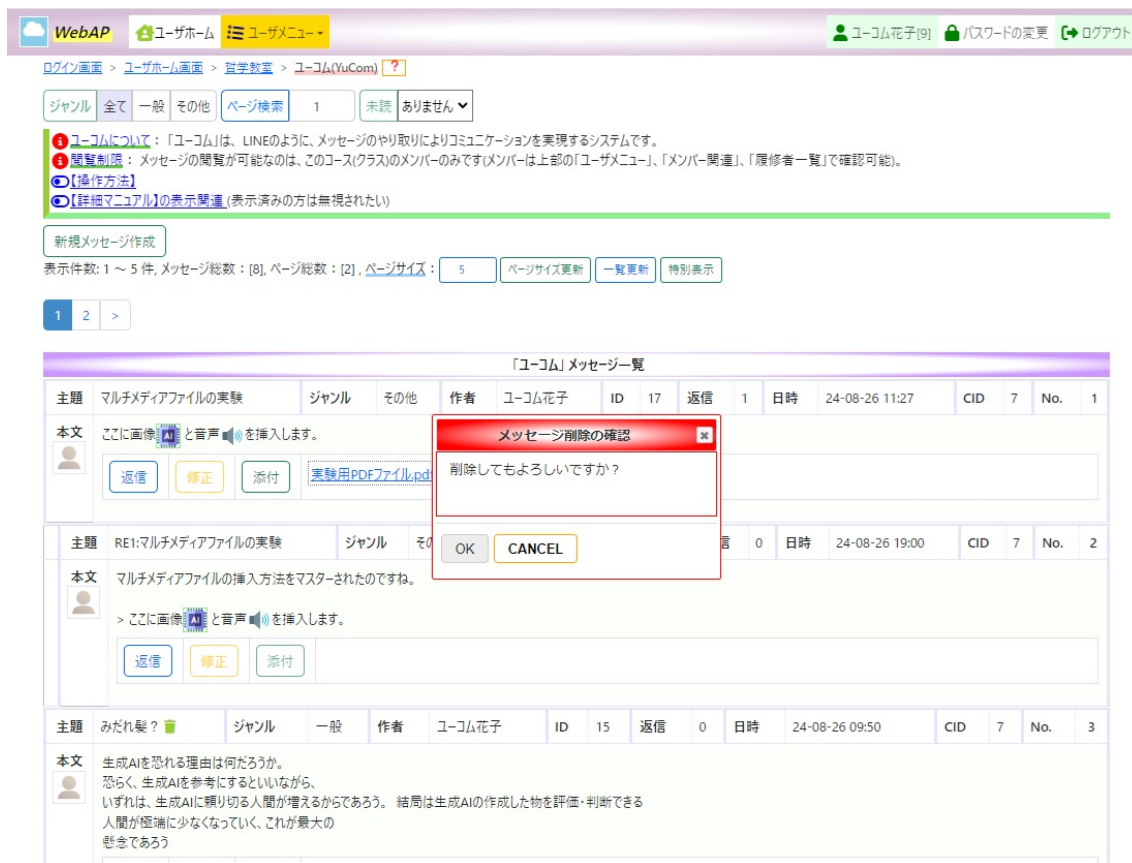 WebAP ユーザホーム ユーザメニュー ユーコム花子[9] パスワードの変更 ログアウト
ログイン画面 > ユーザホーム画面 > 哲学教室 > ユーコム(YuCom) ?
ジャンル 全て 一般 その他 ページ検索 1 未読 ありません
ユーコムについて：「ユーコム」は、LINEのように、メッセージのやり取りによりコミュニケーションを実現するシステムです。
閲覧制限： メッセージの閲覧が可能なのは、このコース(クラス)のメンバーのみです(メンバーは上部の「ユーザメニュー」、「メンバー関連」、「履修者一覧」で確認可能)。
【操作方法】
【詳細マニュアル】の表示関連 (表示済みの方は無視されたい)
新規メッセージ作成
表示件数: 1 ～ 5 件, メッセージ総数：[8], ページ総数：[2] , ページサイズ： 5 ページサイズ更新 一覧更新 特別表示
1 2 >
「ユーコム」メッセージ一覧
主題 マルチメディアファイルの実験 ジャンル その他 作者 ユーコム花子 ID 17 返信 1 日時 24-08-26 11:27 CID 7 No. 1
本文 ここに画像 AI と音声 を挿入します。
返信 修正 添付 実験用PDFファイル.pdf
メッセージ削除の確認
削除してもよろしいですか？
OK CANCEL
主題 RE1:マルチメディアファイルの実験 ジャンル 0 日時 24-08-26 19:00 CID 7 No. 2
本文 マルチメディアファイルの挿入方法をマスターされたのですね。
> ここに画像 AI と音声 を挿入します。
返信 修正 添付
主題 みだれ髪？ ジャンル 一般 作者 ユーコム花子 ID 15 返信 0 日時 24-08-26 09:50 CID 7 No. 3
本文 生成AIを恐れる理由は何だろうか。
恐らく、生成AIを参考にするといいながら、
いずれは、生成AIに頼り切る人間が増えるからであろう。 結局は生成AIの作成した物を評価・判断できる
人間が極端に少なくなっていく、これが最大の
懸念であろう